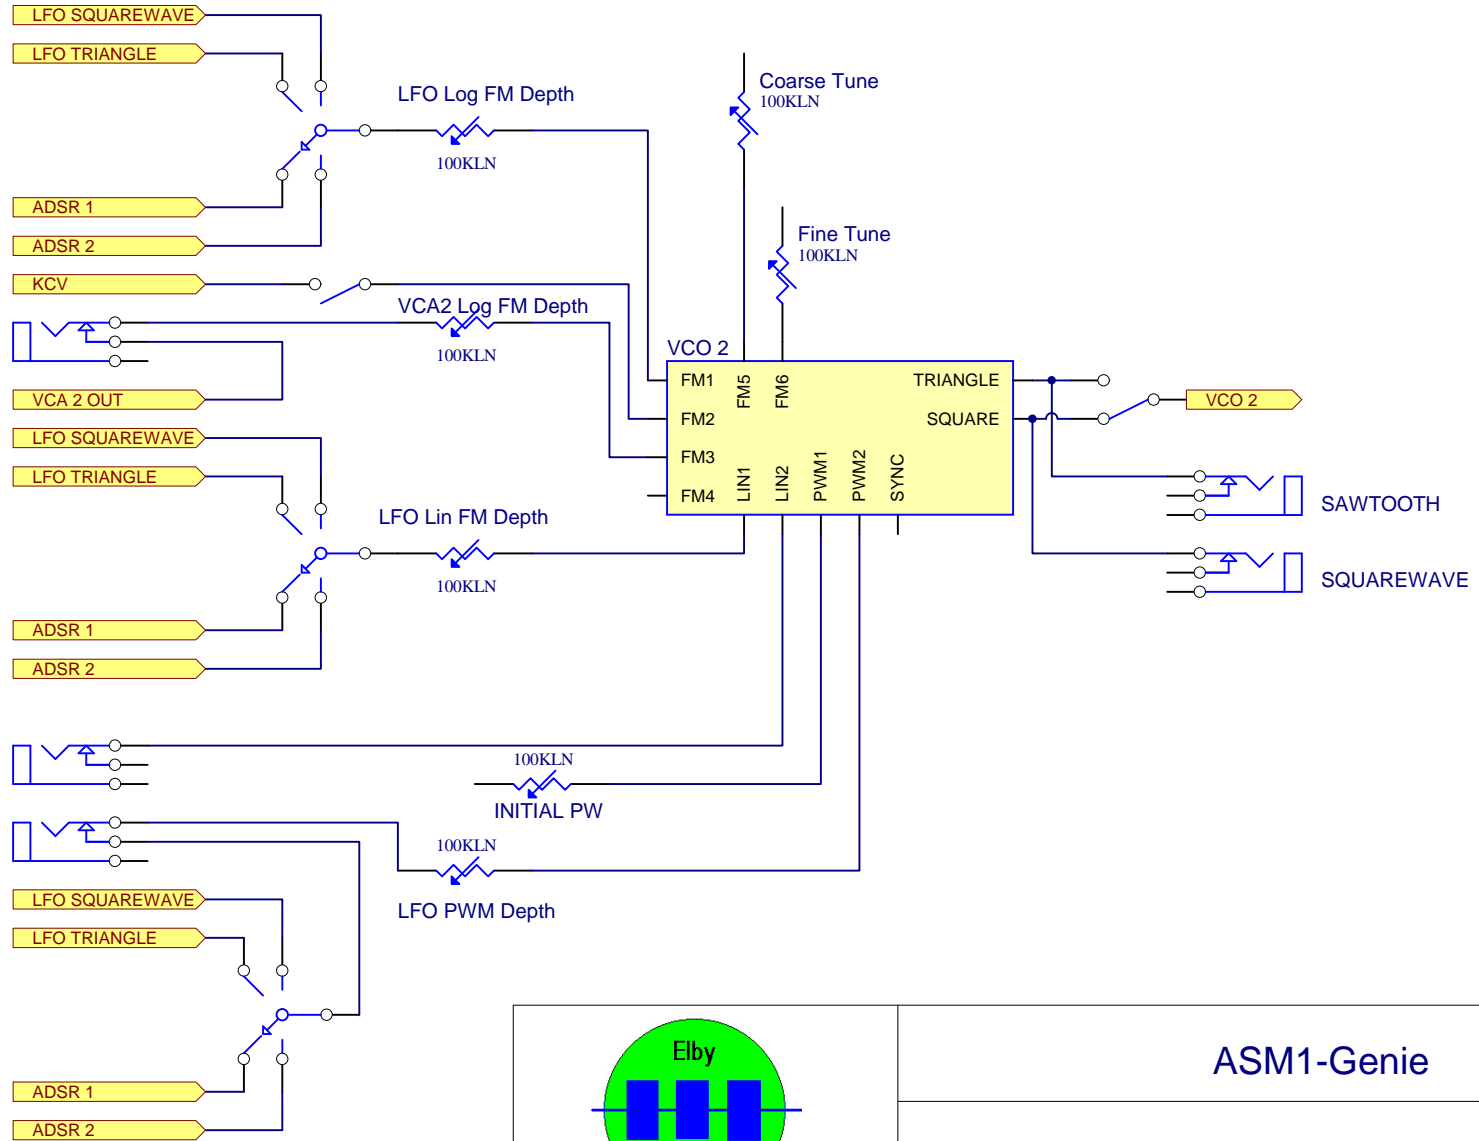 LFO SQUAREWAVE
LFO TRIANGLE
LFO Log FM Depth
100KLN
Coarse Tune
100KLN
ADSR 1
ADSR 2
Fine Tune
100KLN
KCV
VCA2 Log FM Depth
100KLN
VCA 2 OUT
VCO 2
FM1
FM2
FM3
FM4
FM5
FM6
LIN1
LIN2
PWM1
PWM2
SYNC
TRIANGLE
SQUARE
VCO 2
LFO SQUAREWAVE
LFO TRIANGLE
LFO Lin FM Depth
100KLN
SAWTOOTH
SQUAREWAVE
ADSR 1
ADSR 2
100KLN
INITIAL PW
100KLN
LFO PWM Depth
LFO SQUAREWAVE
LFO TRIANGLE
ADSR 1
ADSR 2
Elby
ASM1-Genie